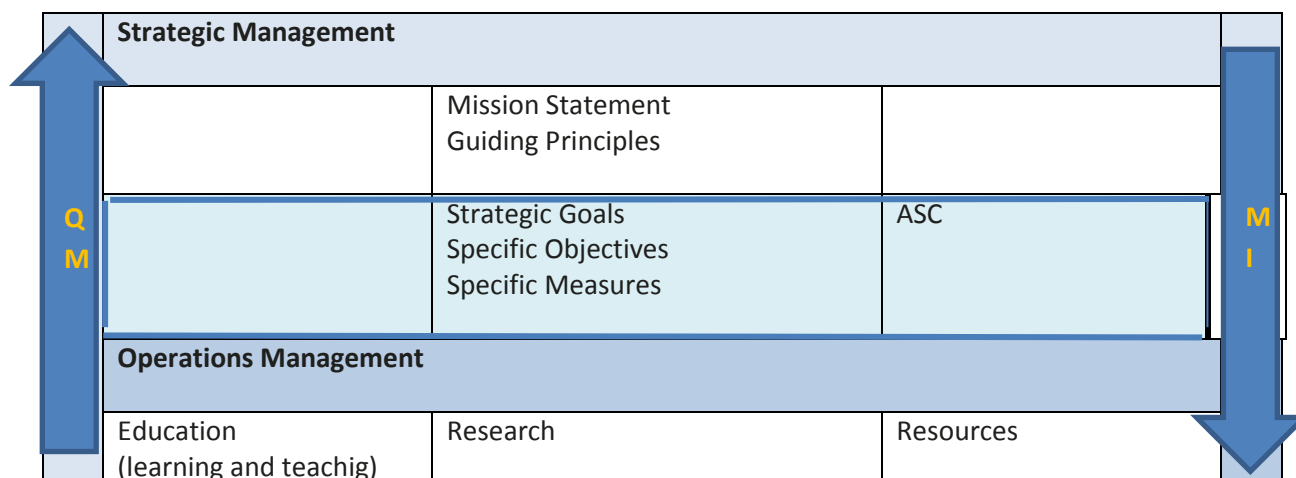 Strategic Management
Mission Statement
Guiding Principles
Q
M
Strategic Goals
Specific Objectives
Specific Measures
ASC
M
I
Operations Management
Education
(learning and teachig)
Research
Resources